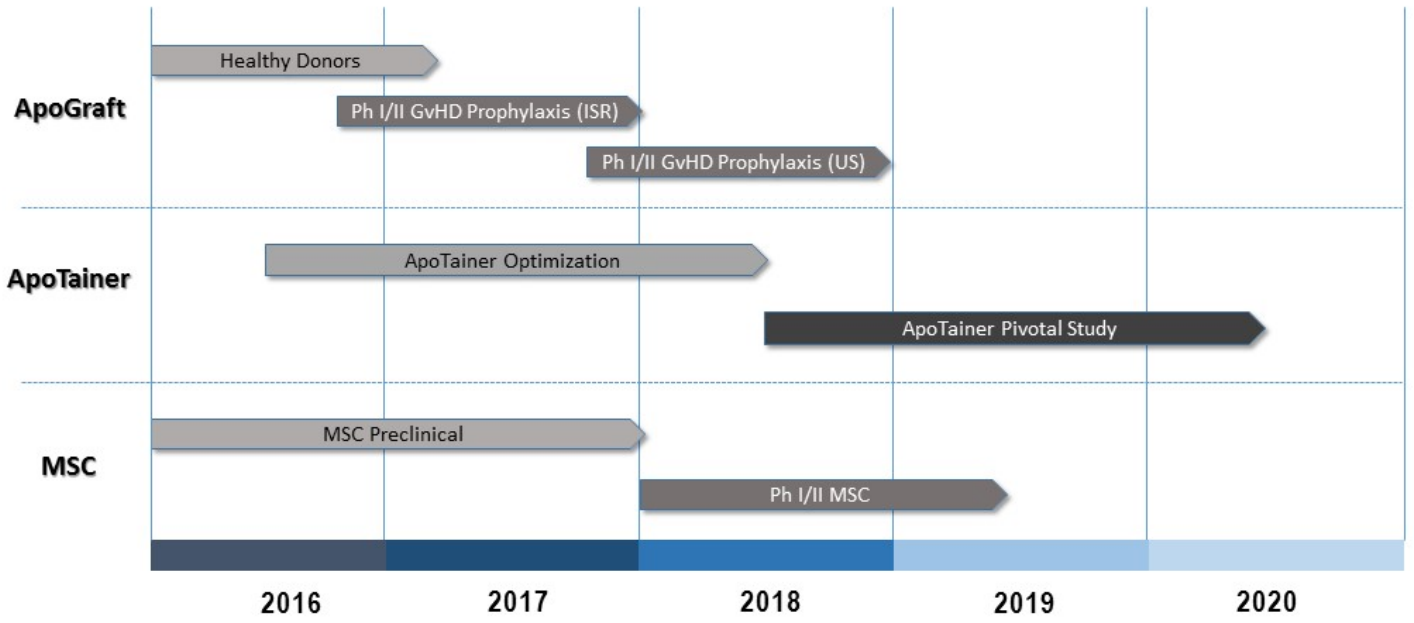 Healthy Donors
ApoGraft
Ph I/II GvHD Prophylaxis (ISR)
Ph I/II GvHD Prophylaxis (US)
ApoTainer Optimization
ApoTainer
ApoTainer Pivotal Study
MSC Preclinical
MSC
Ph I/II MSC
2016 2017 2018 2019 2020